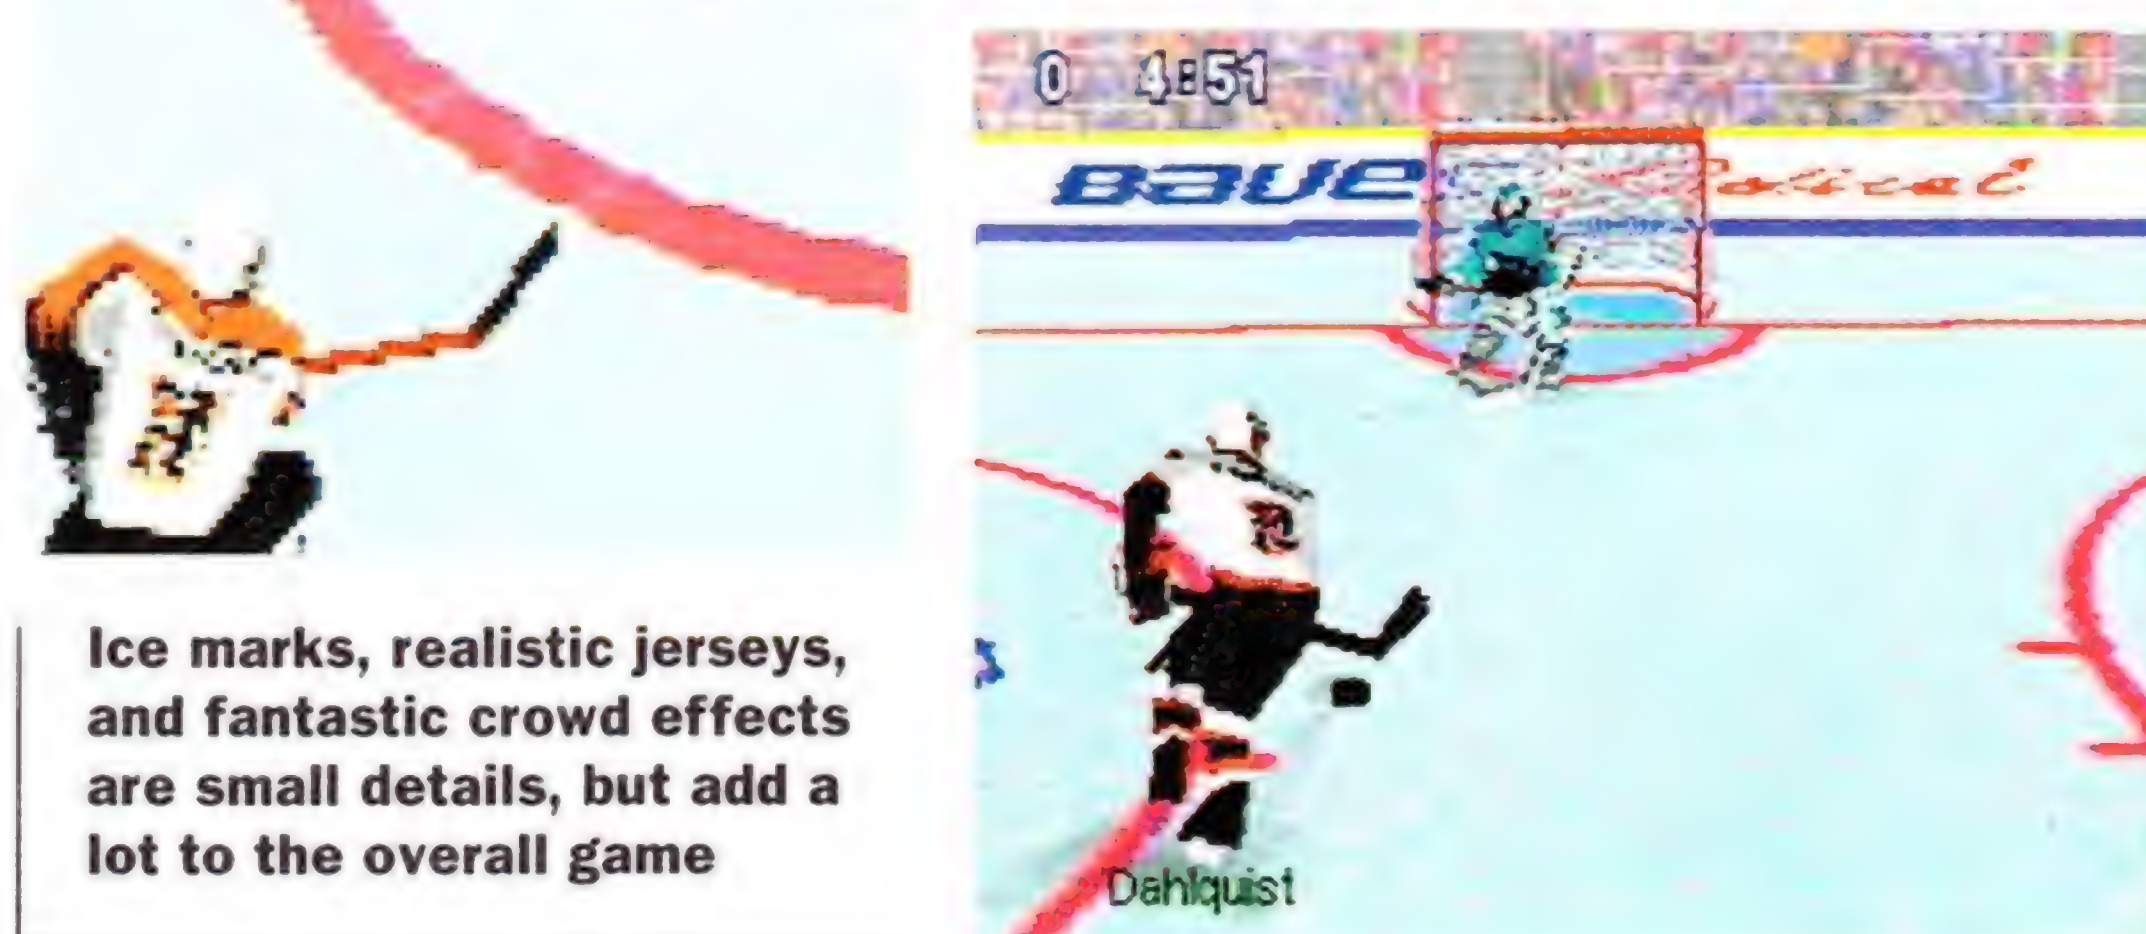 Ice marks, realistic jerseys,
and fantastic crowd effects
are small details, but add a
lot to the overall game
0 4:51
BAUE
Dahlquist